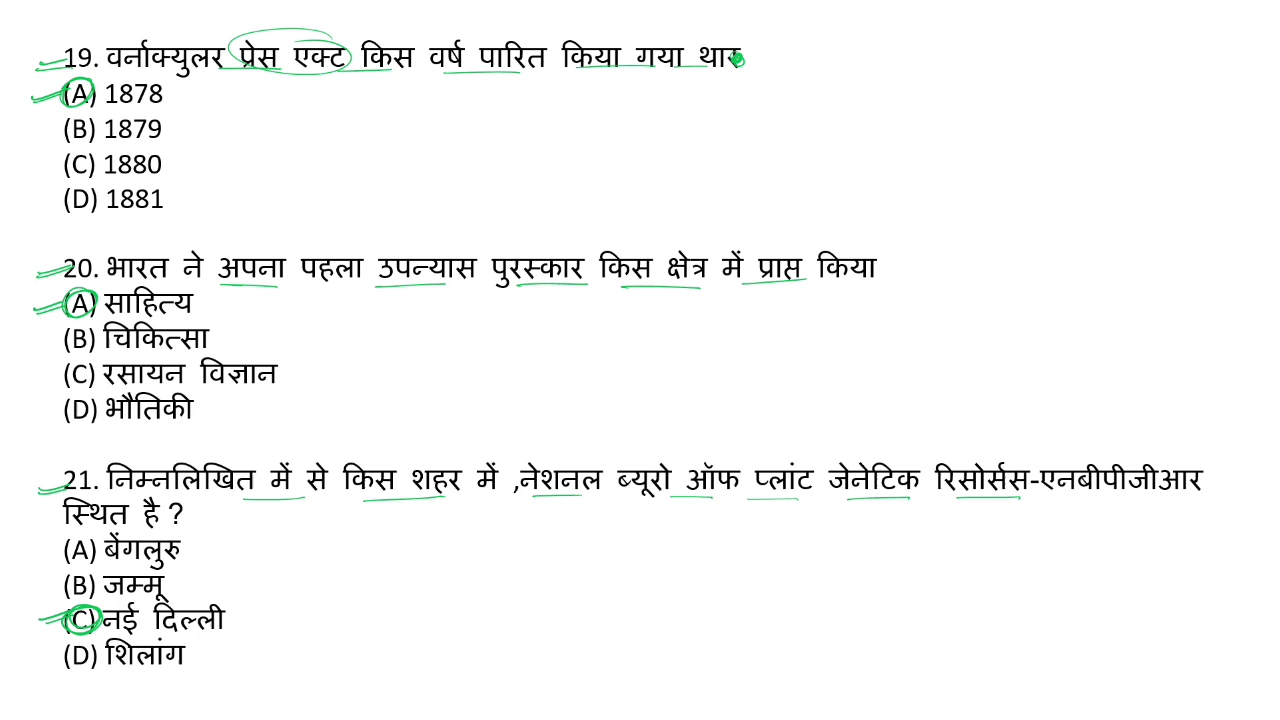 19. वर्नाक्युलर प्रेस एक्ट किस वर्ष पारित किया गया थारु
(A) 1878
(B) 1879
(C) 1880
(D) 1881
20. भारत ने अपना पहला उपन्यास पुरस्कार किस क्षेत्र में प्राप्त किया
(A) साहित्य
(B) चिकित्सा
(C) रसायन विज्ञान
(D) भौतिकी
21. निम्नलिखित में से किस शहर में ,नेशनल ब्यूरो ऑफ प्लांट जेनेटिक रिसोर्सस-एनबीपीजीआर
स्थित है ?
(A) बेंगलुरु
(B) जम्मू
(C) नई दिल्ली
(D) शिलांग